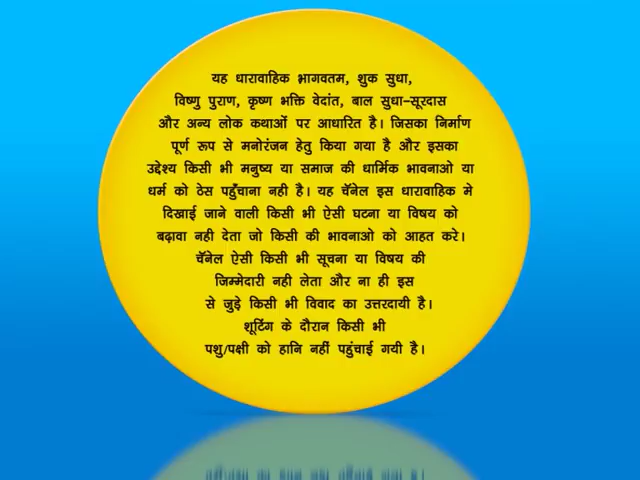 यह धारावाहिक भागवतम, शुक सुधा,
विष्णु पुराण, कृष्ण भक्ति वेदांत, बाल सुधा-सूरदास
और अन्य लोक कथाओं पर आधारित है। जिसका निर्माण
पूर्ण रूप से मनोरंजन हेतु किया गया है और इसका
उद्देश्य किसी भी मनुष्य या समाज की धार्मिक भावनाओ या
धर्म को ठेस पहुँचाना नही है। यह चॅनेल इस धारावाहिक मे
दिखाई जाने वाली किसी भी ऐसी घटना या विषय को
बढ़ावा नही देता जो किसी की भावनाओ को आहत करे।
चॅनेल ऐसी किसी भी सूचना या विषय की
जिम्मेदारी नही लेता और ना ही इस
से जुड़े किसी भी विवाद का उत्तरदायी है।
शूटिंग के दौरान किसी भी
पशु/पक्षी को हानि नहीं पहुंचाई गयी है।